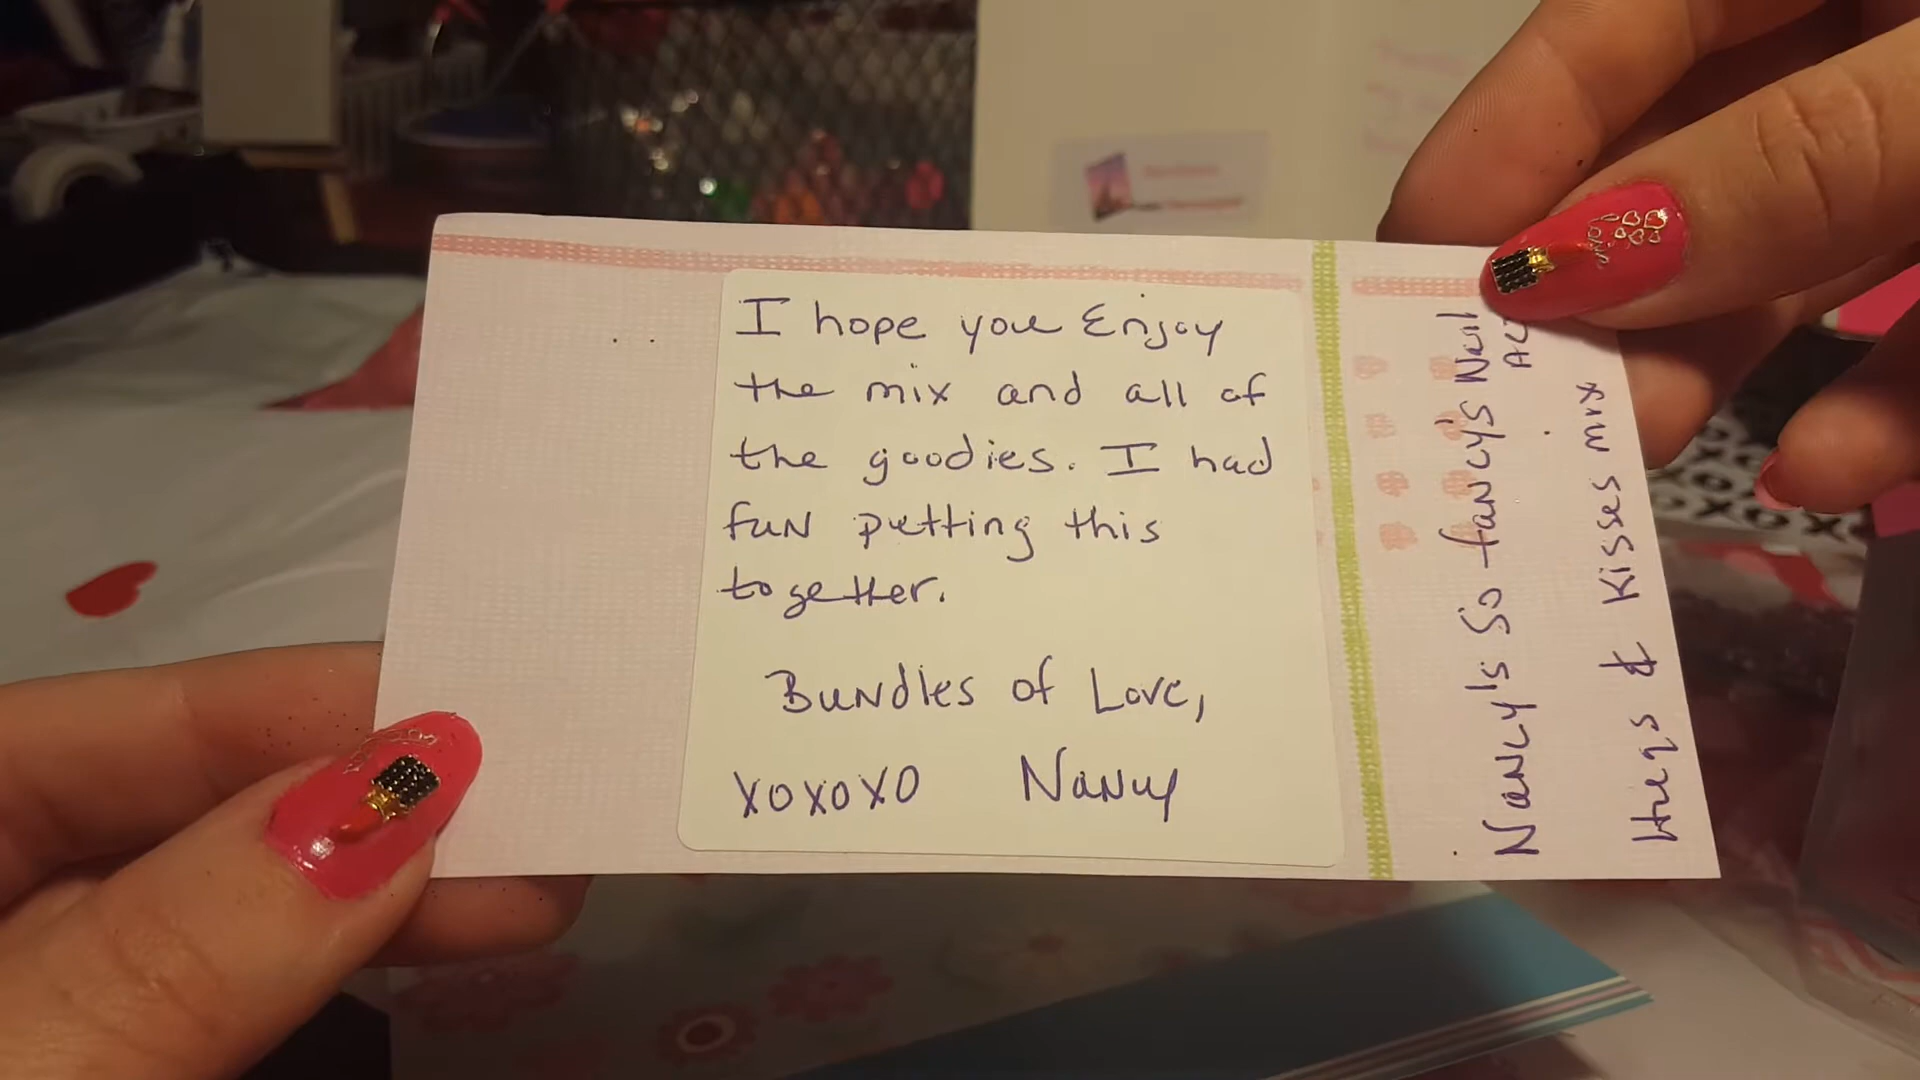 I hope you Enjoy
the mix and all of
the goodies. I had
fun putting this
together.
Bundles of Love,
XOXOXO Nancy
Nancy's So fancy's Nail
Hugs & Kisses mix
XOXOX